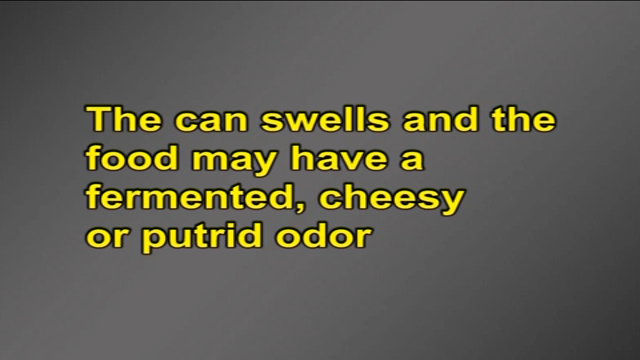 The can swells and the
food may have a
fermented, cheesy
or putrid odor